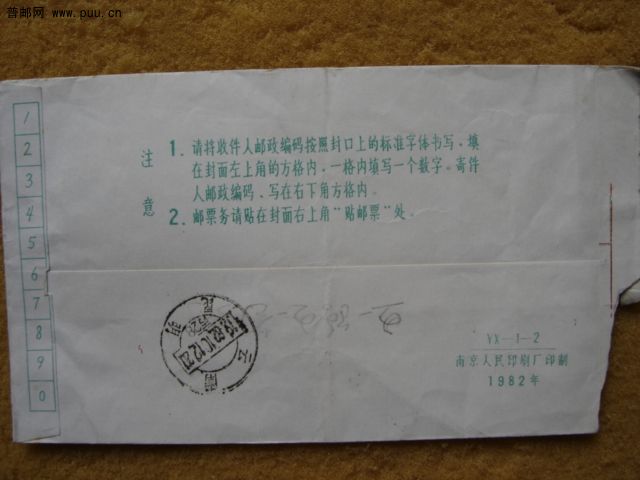 普邮网 www.puu.cn
1
2
3
4
5
6
7
8
9
0
注意
1. 请将收件人邮政编码按照封口上的标准字体书写，填
在封面左上角的方格内，一格内填写一个数字。寄件
人邮政编码、写在右下角方格内。
2. 邮票务请贴在封面右上角“贴邮票”处。
云南
YX—1—2
南京人民印刷厂印制
1982年